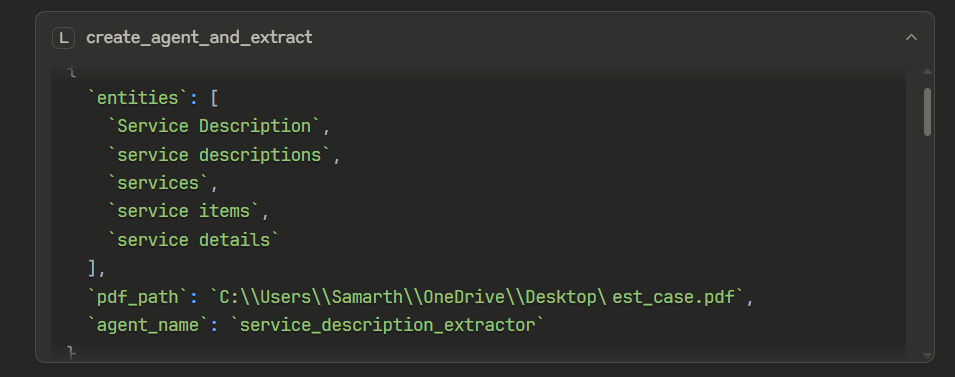 L create_agent_and_extract
{
`entities`: [
`Service Description`,
`service descriptions`,
`services`,
`service items`,
`service details`
],
`pdf_path`: `C:\\Users\\Samarth\\OneDrive\\Desktop\ est_case.pdf`,
`agent_name`: `service_description_extractor`
}